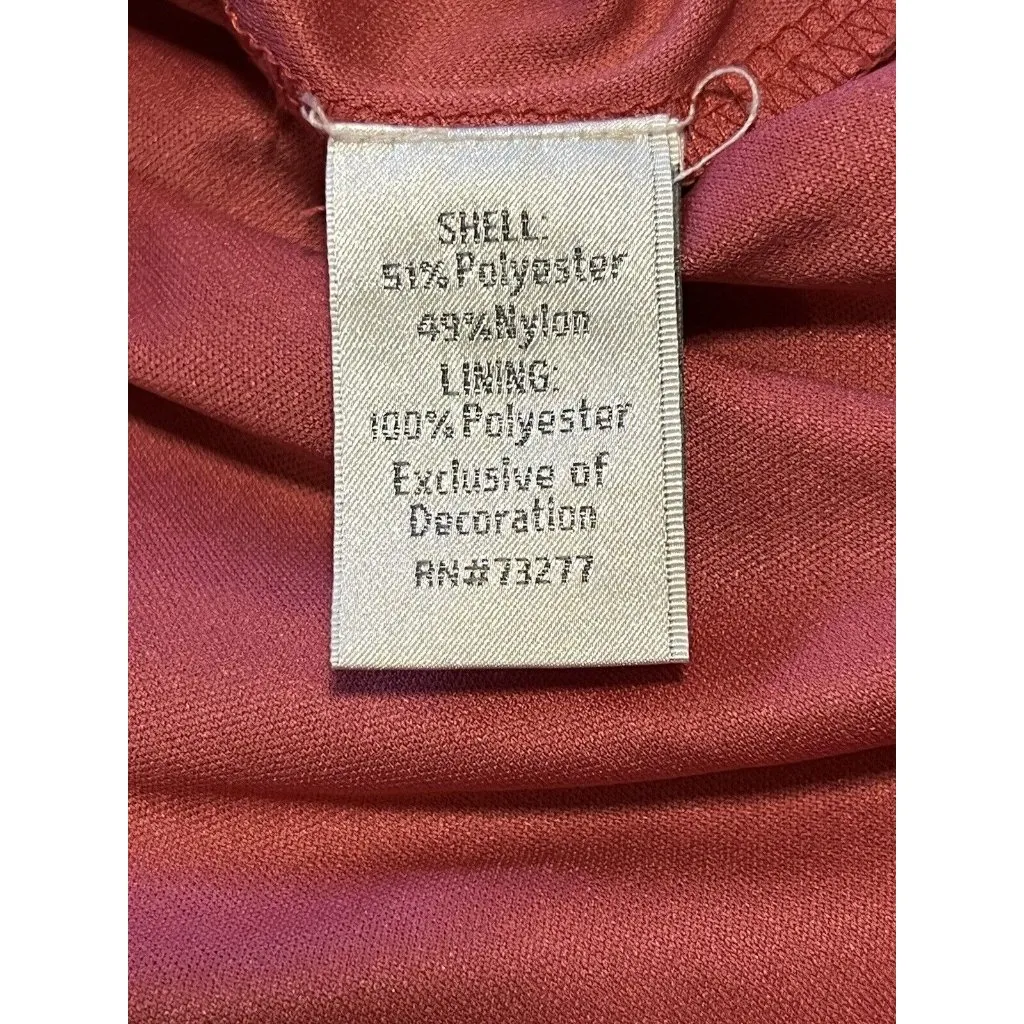 SHELL:
51% Polyester
49% Nylon
LINING:
100% Polyester
Exclusive of
Decoration
RN#73277